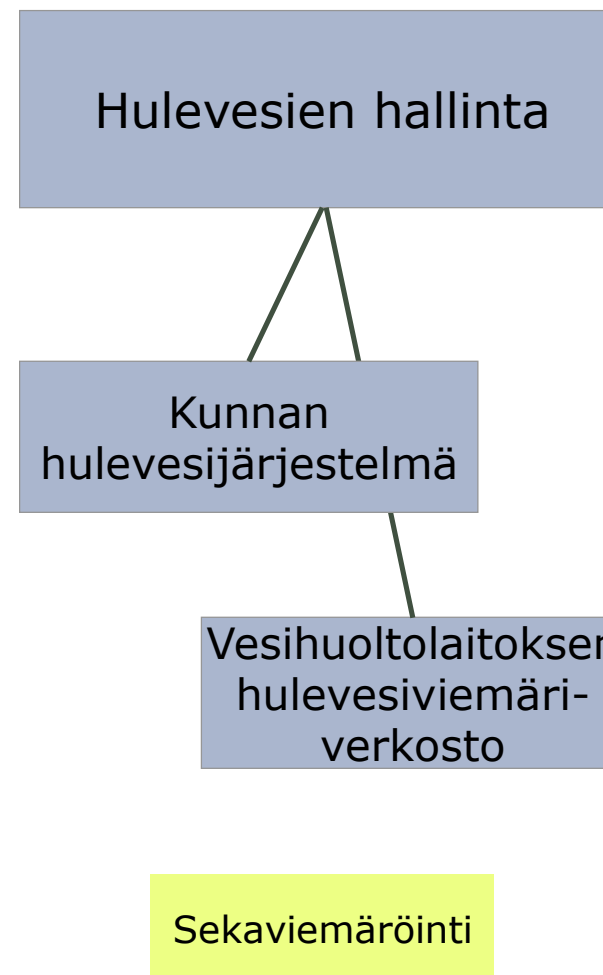 Hulevesien hallinta
Kunnan
hulevesijärjestelmä
Vesihuoltolaitoksen
hulevesiviemäri-
verkosto
Sekaviemäröinti